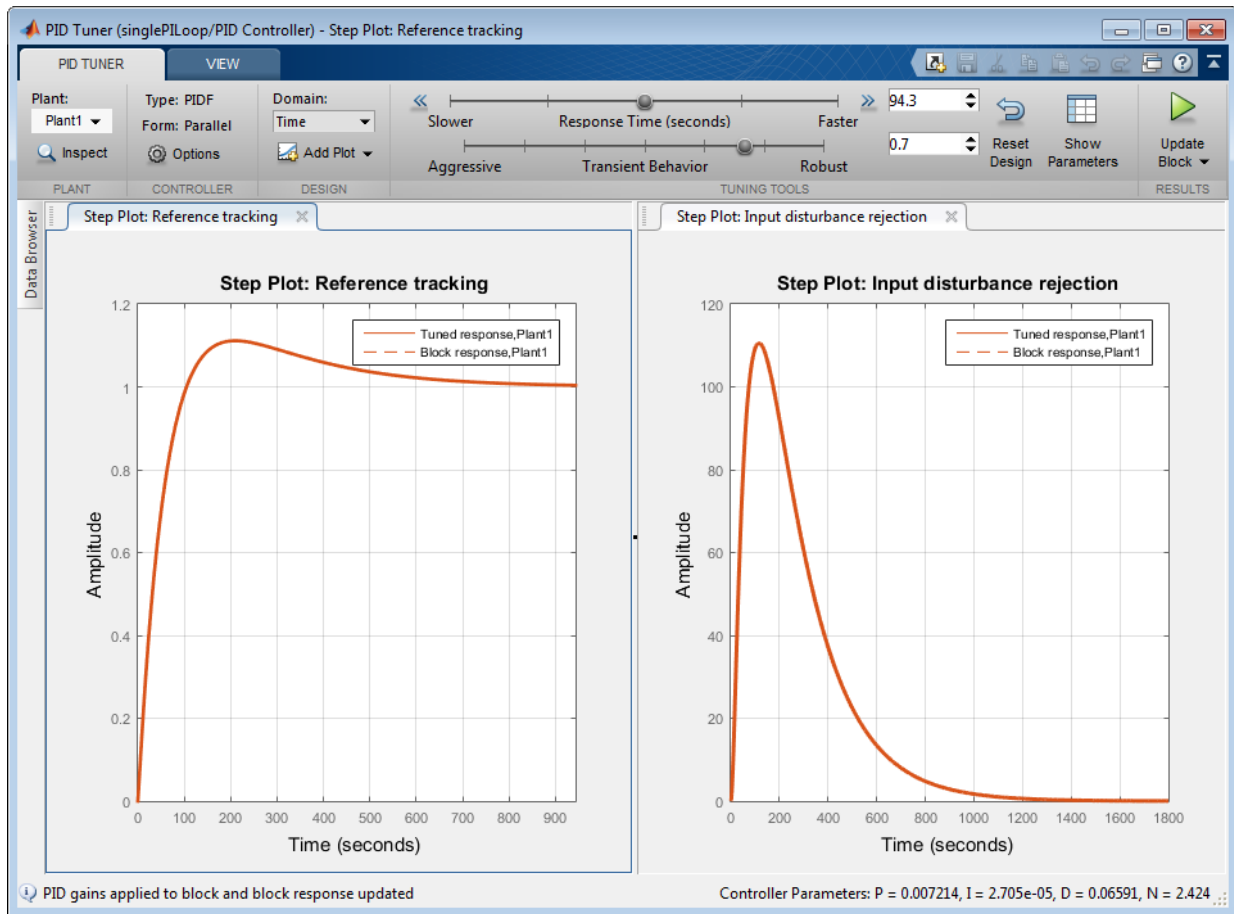 PID Tuner (singlePILoop/PID Controller) - Step Plot: Reference tracking
PID TUNER VIEW
Plant: Type: PIDF Domain: 94.3
Plant1 Form: Parallel Time Slower Response Time (seconds) Faster
Inspect Options Add Plot Aggressive Transient Behavior Robust 0.7 Reset Design Show Parameters Update Block
PLANT CONTROLLER DESIGN TUNING TOOLS RESULTS
Data Browser
Step Plot: Reference tracking
Step Plot: Input disturbance rejection
Step Plot: Reference tracking
Tuned response,Plant1
Block response,Plant1
1.2
1
0.8
0.6
0.4
0.2
0
Amplitude
0 100 200 300 400 500 600 700 800 900
Time (seconds)
Step Plot: Input disturbance rejection
Tuned response,Plant1
Block response,Plant1
120
100
80
60
40
20
0
Amplitude
0 200 400 600 800 1000 1200 1400 1600 1800
Time (seconds)
PID gains applied to block and block response updated
Controller Parameters: P = 0.007214, I = 2.705e-05, D = 0.06591, N = 2.424